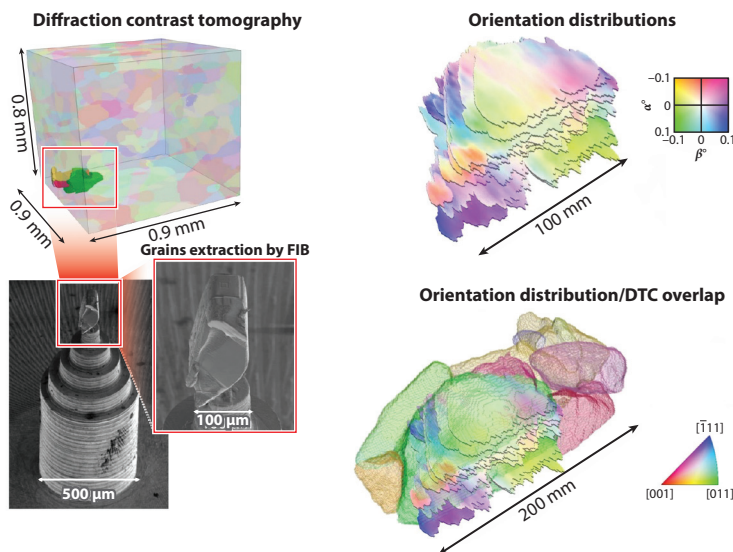 Diffraction contrast tomography
0.8 mm
0.9 mm
0.9 mm
Grains extraction by FIB
100 µm
500 µm
Orientation distributions
100 mm
−0.1
0
0.1
α°
−0.1 0 0.1
β°
Orientation distribution/DTC overlap
200 mm
[1̅11]
[001] [011]